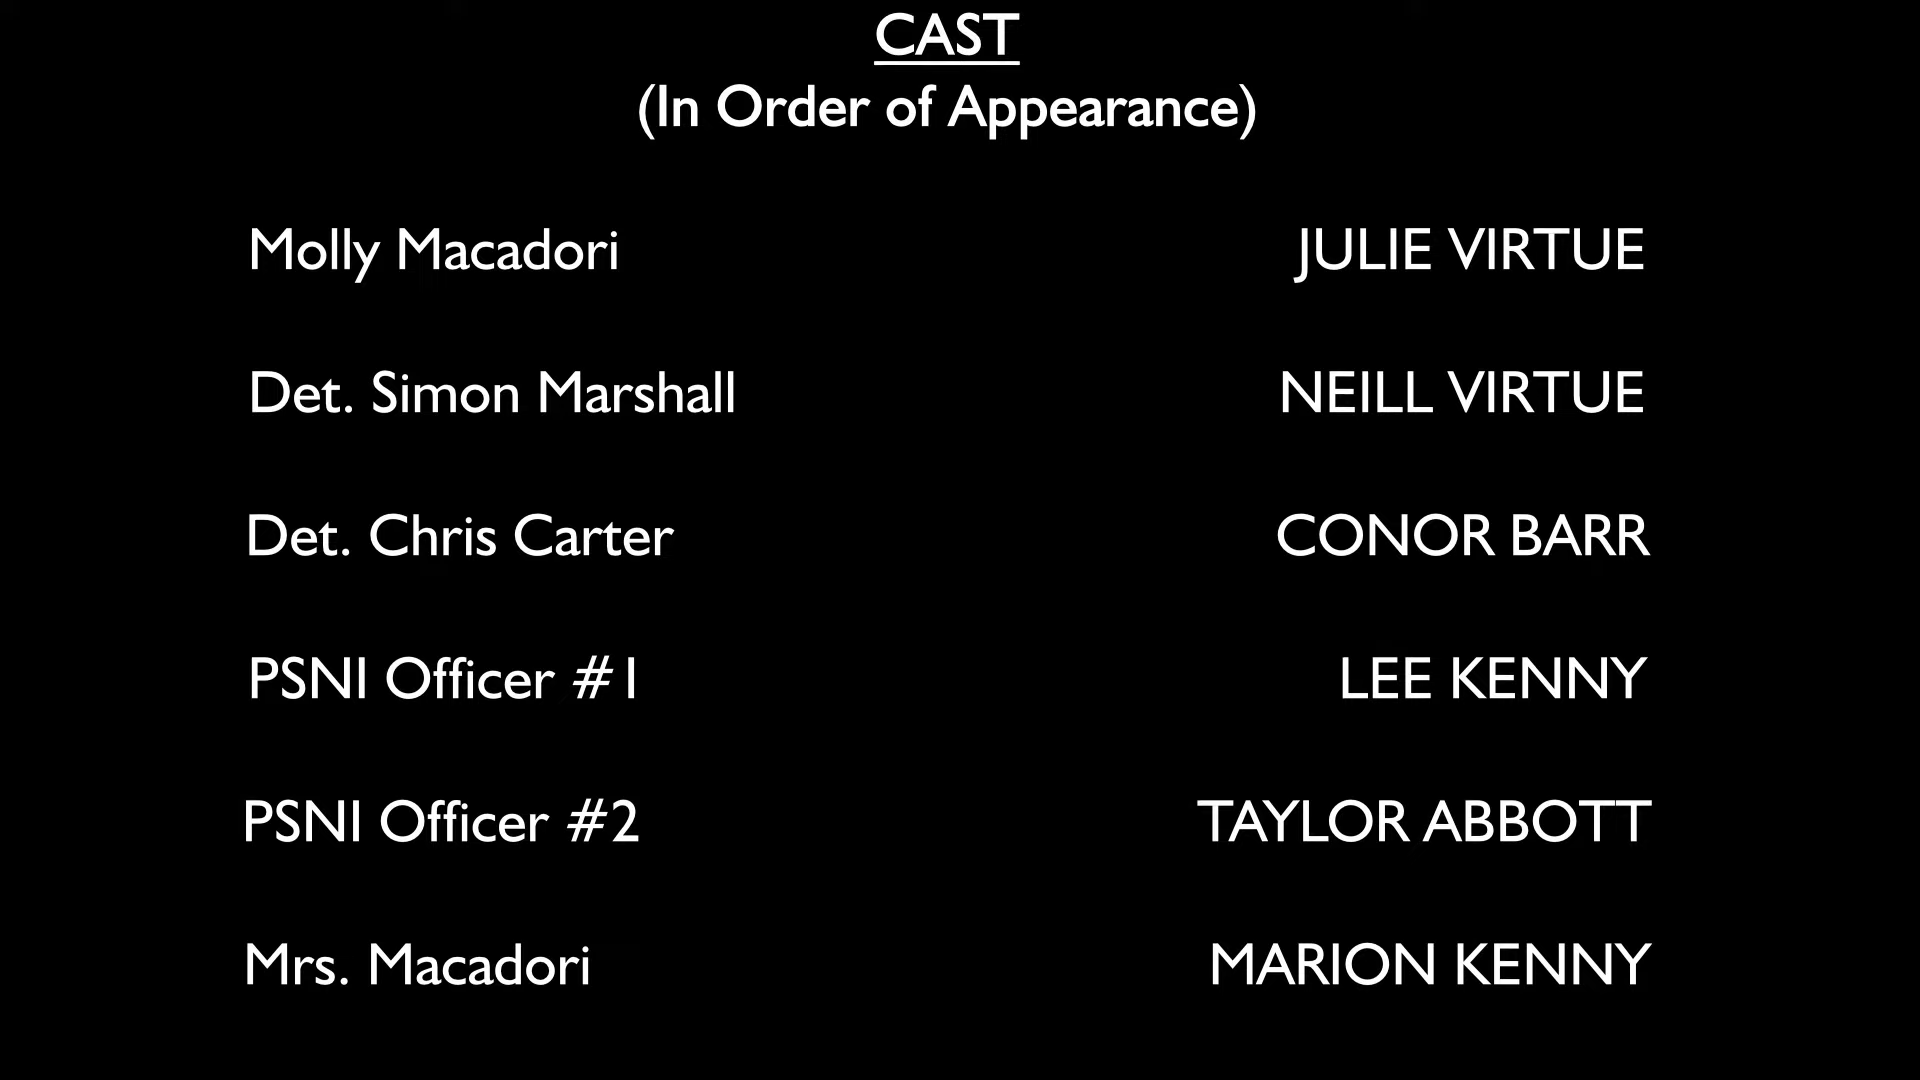 CAST
(In Order of Appearance)
Molly Macadori JULIE VIRTUE
Det. Simon Marshall NEILL VIRTUE
Det. Chris Carter CONOR BARR
PSNI Officer #1 LEE KENNY
PSNI Officer #2 TAYLOR ABBOTT
Mrs. Macadori MARION KENNY